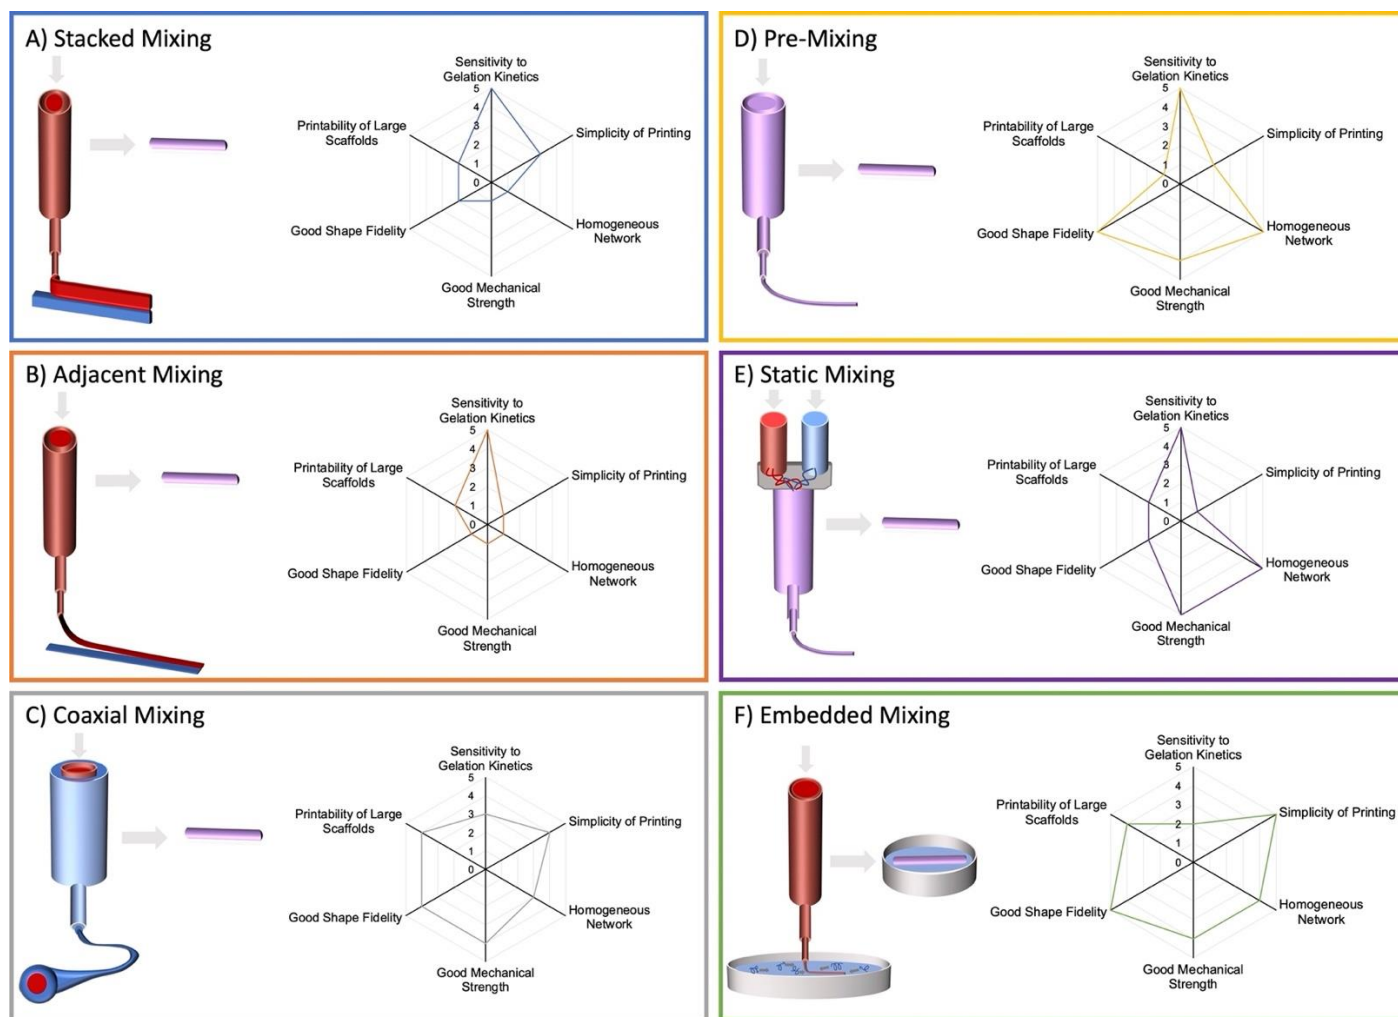 A) Stacked Mixing
Sensitivity to
Gelation Kinetics
5
4
3
2
1
0
Printability of Large
Scaffolds
Simplicity of Printing
Good Shape Fidelity
Homogeneous
Network
Good Mechanical
Strength
B) Adjacent Mixing
Sensitivity to
Gelation Kinetics
5
4
3
2
1
0
Printability of Large
Scaffolds
Simplicity of Printing
Good Shape Fidelity
Homogeneous
Network
Good Mechanical
Strength
C) Coaxial Mixing
Sensitivity to
Gelation Kinetics
5
4
3
2
1
0
Printability of Large
Scaffolds
Simplicity of Printing
Good Shape Fidelity
Homogeneous
Network
Good Mechanical
Strength
D) Pre-Mixing
Sensitivity to
Gelation Kinetics
5
4
3
2
1
0
Printability of Large
Scaffolds
Simplicity of Printing
Good Shape Fidelity
Homogeneous
Network
Good Mechanical
Strength
E) Static Mixing
Sensitivity to
Gelation Kinetics
5
4
3
2
1
0
Printability of Large
Scaffolds
Simplicity of Printing
Good Shape Fidelity
Homogeneous
Network
Good Mechanical
Strength
F) Embedded Mixing
Sensitivity to
Gelation Kinetics
5
4
3
2
1
0
Printability of Large
Scaffolds
Simplicity of Printing
Good Shape Fidelity
Homogeneous
Network
Good Mechanical
Strength